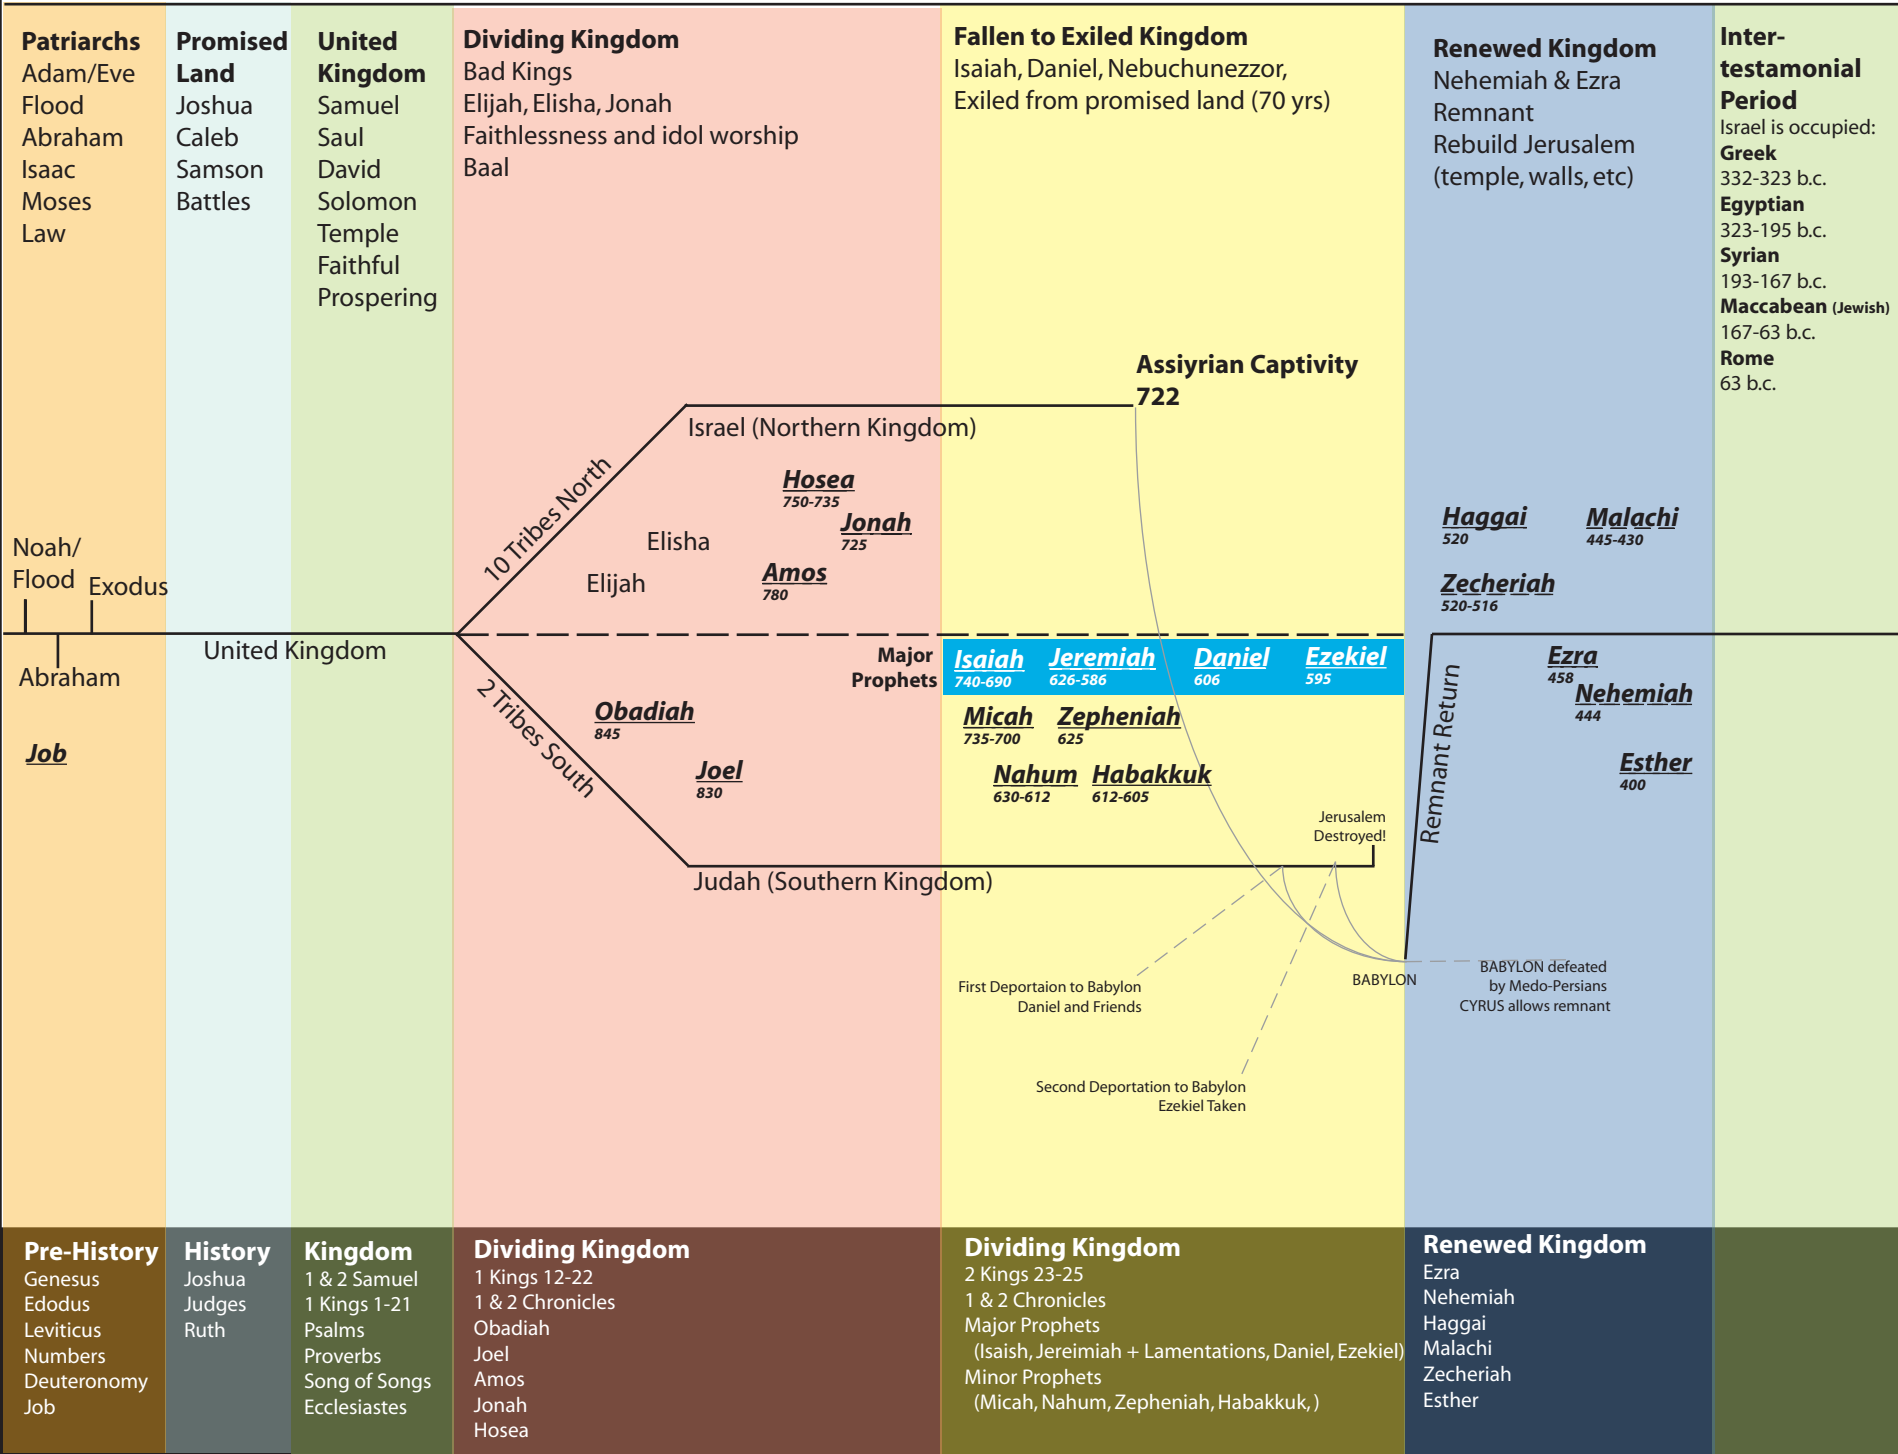 Patriarchs
Adam/Eve
Flood
Abraham
Isaac
Moses
Law
Promised
Land
Joshua
Caleb
Samson
Battles
United
Kingdom
Samuel
Saul
David
Solomon
Temple
Faithful
Prospering
Dividing Kingdom
Bad Kings
Elijah, Elisha, Jonah
Faithlessness and idol worship
Baal
Fallen to Exiled Kingdom
Isaiah, Daniel, Nebuchunezzor,
Exiled from promised land (70 yrs)
Renewed Kingdom
Nehemiah & Ezra
Remnant
Rebuild Jerusalem
(temple, walls, etc)
Inter-
testamonial
Period
Israel is occupied:
Greek
332-323 b.c.
Egyptian
323-195 b.c.
Syrian
193-167 b.c.
Maccabean (Jewish)
167-63 b.c.
Rome
63 b.c.
Assiyrian Captivity
722
Israel (Northern Kingdom)
10 Tribes North
Hosea
750-735
Jonah
725
Elisha
Elijah
Amos
780
Haggai
520
Malachi
445-430
Zecheriah
520-516
Noah/
Flood
Exodus
Abraham
United Kingdom
Job
Major
Prophets
Isaiah
740-690
Jeremiah
626-586
Daniel
606
Ezekiel
595
Micah
735-700
Zepheniah
625
Nahum
630-612
Habakkuk
612-605
2 Tribes South
Obadiah
845
Joel
830
Judah (Southern Kingdom)
Jerusalem
Destroyed!
Remnant Return
Ezra
458
Nehemiah
444
Esther
400
First Deportaion to Babylon
Daniel and Friends
BABYLON
BABYLON defeated
by Medo-Persians
CYRUS allows remnant
Second Deportation to Babylon
Ezekiel Taken
Pre-History
Genesus
Edodus
Leviticus
Numbers
Deuteronomy
Job
History
Joshua
Judges
Ruth
Kingdom
1 & 2 Samuel
1 Kings 1-21
Psalms
Proverbs
Song of Songs
Ecclesiastes
Dividing Kingdom
1 Kings 12-22
1 & 2 Chronicles
Obadiah
Joel
Amos
Jonah
Hosea
Dividing Kingdom
2 Kings 23-25
1 & 2 Chronicles
Major Prophets
(Isaish, Jereimiah + Lamentations, Daniel, Ezekiel)
Minor Prophets
(Micah, Nahum, Zepheniah, Habakkuk, )
Renewed Kingdom
Ezra
Nehemiah
Haggai
Malachi
Zecheriah
Esther